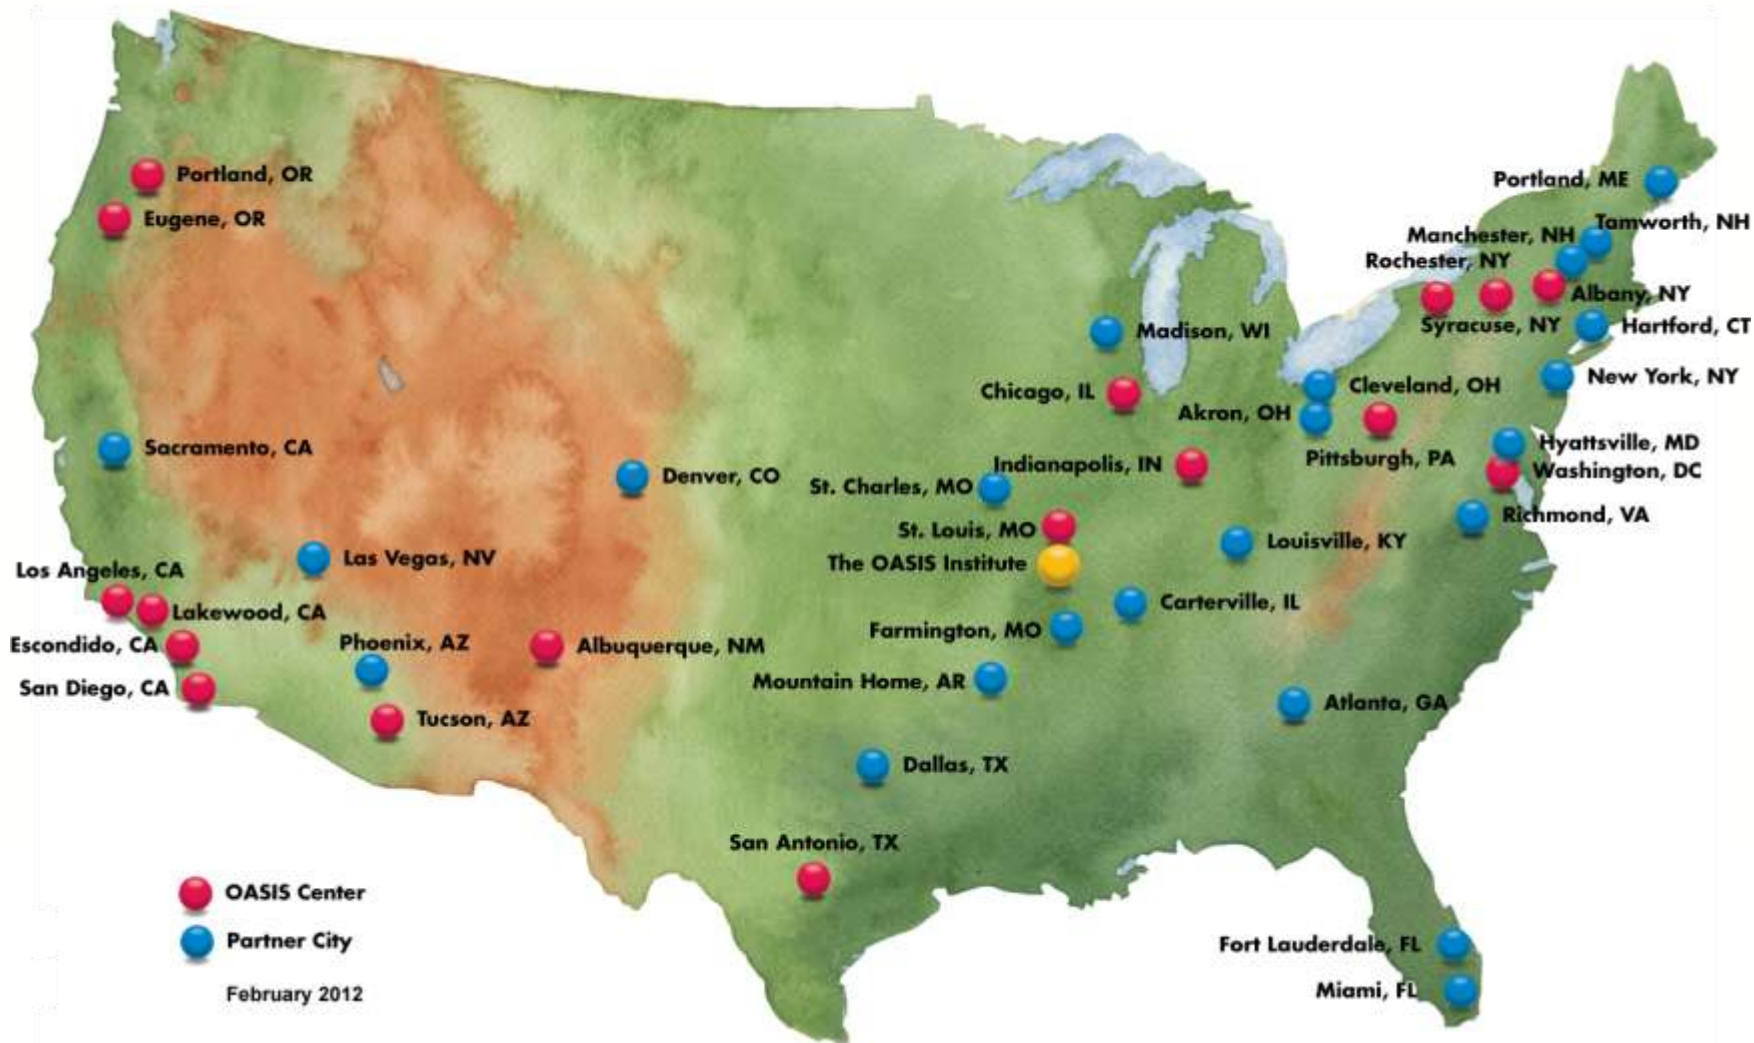 Portland, OR
Eugene, OR
Portland, ME
Tamworth, NH
Manchester, NH
Rochester, NY
Albany, NY
Syracuse, NY
Hartford, CT
Madison, WI
New York, NY
Chicago, IL
Cleveland, OH
Akron, OH
Hyattsville, MD
Sacramento, CA
Pittsburgh, PA
Indianapolis, IN
Washington, DC
Denver, CO
St. Charles, MO
Richmond, VA
St. Louis, MO
Louisville, KY
Las Vegas, NV
The OASIS Institute
Los Angeles, CA
Carterville, IL
Lakewood, CA
Farmington, MO
Phoenix, AZ
Escondido, CA
Albuquerque, NM
Mountain Home, AR
San Diego, CA
Atlanta, GA
Tucson, AZ
Dallas, TX
San Antonio, TX
OASIS Center
Partner City
Fort Lauderdale, FL
Miami, FL
February 2012